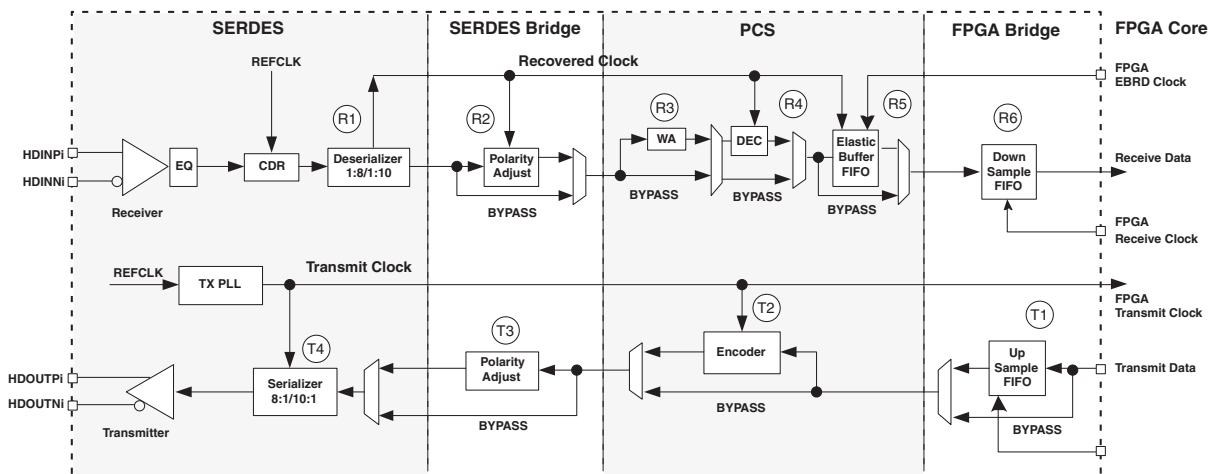 SERDES
SERDES Bridge
PCS
FPGA Bridge
FPGA Core
REFCLK
Recovered Clock
FPGA
EBRD Clock
R1
R2
R3
R4
R5
R6
HDINPi
HDINNi
EQ
CDR
Deserializer
1:8/1:10
Polarity
Adjust
WA
DEC
Elastic
Buffer
FIFO
Down
Sample
FIFO
Receive Data
Receiver
BYPASS
BYPASS
BYPASS
BYPASS
FPGA
Receive Clock
REFCLK
TX PLL
Transmit Clock
FPGA
Transmit Clock
T4
T3
T2
T1
HDOUTPi
HDOUTNi
Transmitter
Serializer
8:1/10:1
Polarity
Adjust
Encoder
Up
Sample
FIFO
Transmit Data
BYPASS
BYPASS
BYPASS